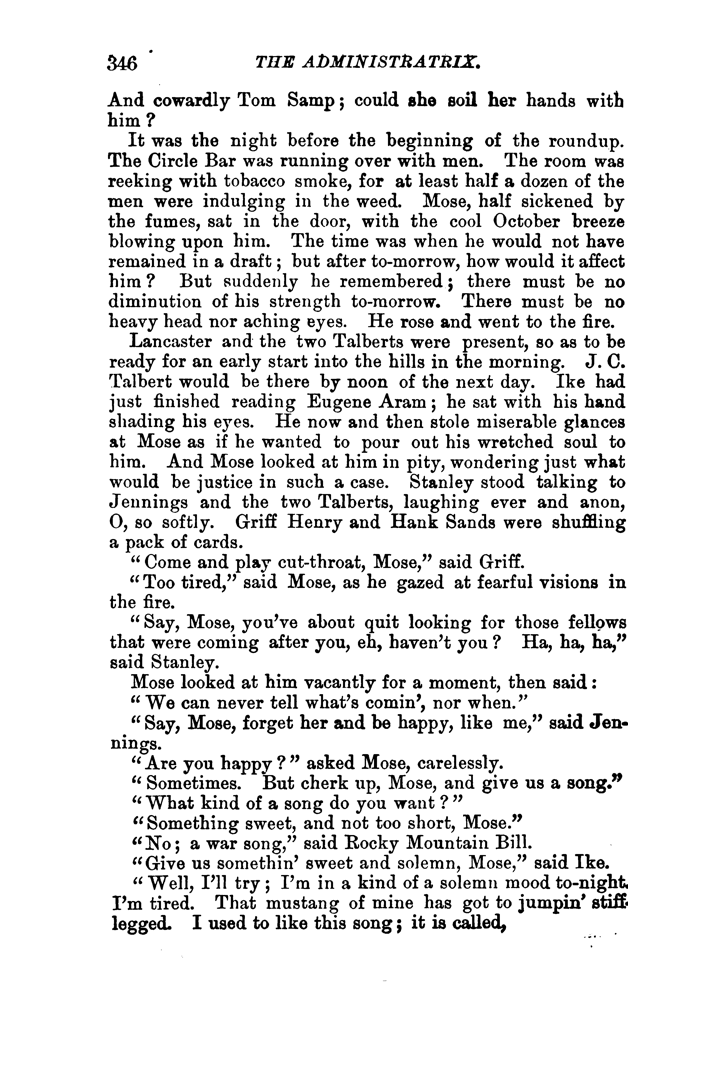 346 THE ADMINISTRATRIX.
And cowardly Tom Samp; could she soil her hands with
him?
It was the night before the beginning of the roundup.
The Circle Bar was running over with men. The room was
reeking with tobacco smoke, for at least half a dozen of the
men were indulging in the weed. Mose, half sickened by
the fumes, sat in the door, with the cool October breeze
blowing upon him. The time was when he would not have
remained in a draft; but after to-morrow, how would it affect
him? But suddenly he remembered; there must be no
diminution of his strength to-morrow. There must be no
heavy head nor aching eyes. He rose and went to the fire.
Lancaster and the two Talberts were present, so as to be
ready for an early start into the hills in the morning. J. C.
Talbert would be there by noon of the next day. Ike had
just finished reading Eugene Aram; he sat with his hand
shading his eyes. He now and then stole miserable glances
at Mose as if he wanted to pour out his wretched soul to
him. And Mose looked at him in pity, wondering just what
would be justice in such a case. Stanley stood talking to
Jennings and the two Talberts, laughing ever and anon,
O, so softly. Griff Henry and Hank Sands were shuffling
a pack of cards.
"Come and play cut-throat, Mose," said Griff.
"Too tired," said Mose, as he gazed at fearful visions in
the fire.
"Say, Mose, you've about quit looking for those fellows
that were coming after you, eh, haven't you? Ha, ha, ha,"
said Stanley.
Mose looked at him vacantly for a moment, then said:
"We can never tell what's comin', nor when."
"Say, Mose, forget her and be happy, like me," said Jen-
nings.
"Are you happy?" asked Mose, carelessly.
"Sometimes. But cherk up, Mose, and give us a song."
"What kind of a song do you want?"
"Something sweet, and not too short, Mose."
"No; a war song," said Rocky Mountain Bill.
"Give us somethin' sweet and solemn, Mose," said Ike.
"Well, I'll try; I'm in a kind of a solemn mood to-night.
I'm tired. That mustang of mine has got to jumpin' stiff-
legged. I used to like this song; it is called,